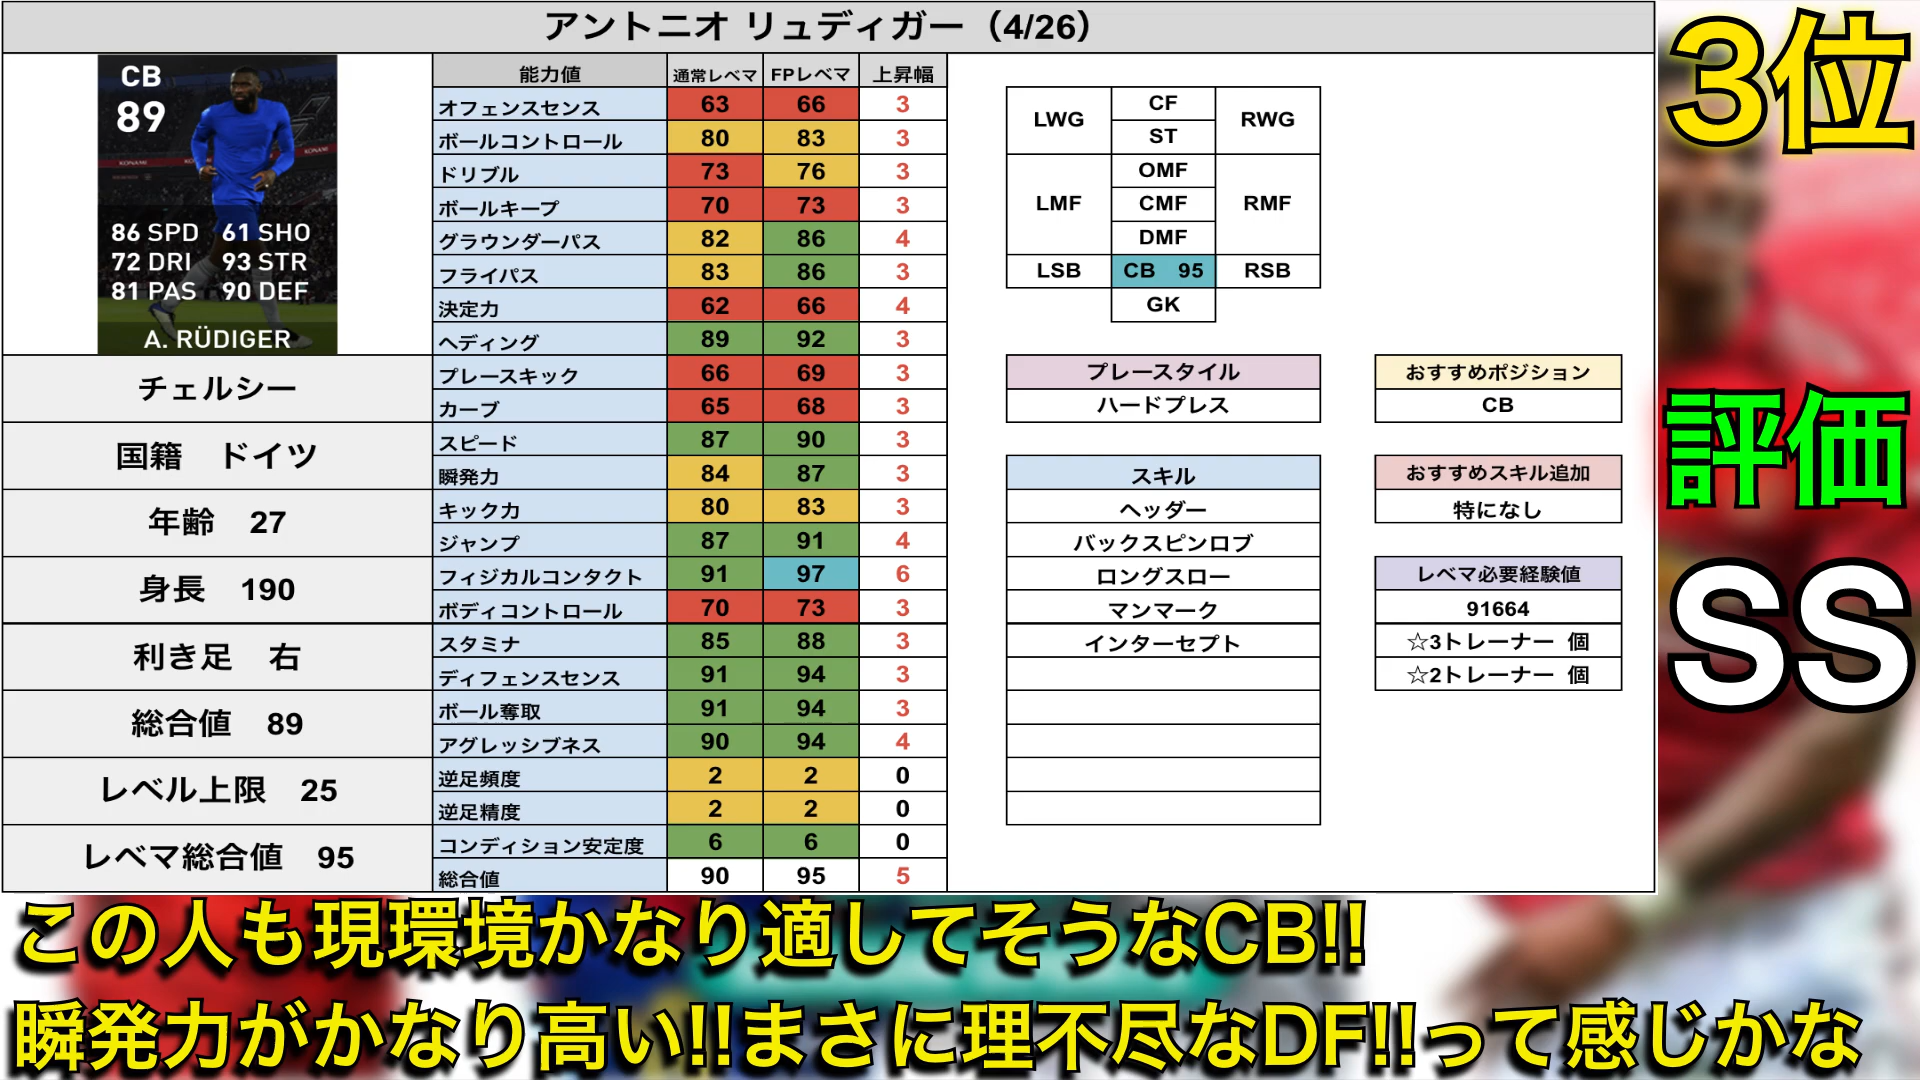 アントニオ リュディガー（4/26）
3位
評価
SS
CB
89
KONAMI
KONAMI
86 SPD 61 SHO
72 DRI 93 STR
81 PAS 90 DEF
A. RÜDIGER
チェルシー
国籍 ドイツ
年齢 27
身長 190
利き足 右
総合値 89
レベル上限 25
レベマ総合値 95
能力値 通常レベマ FPレベマ 上昇幅
オフェンスセンス 63 66 3
ボールコントロール 80 83 3
ドリブル 73 76 3
ボールキープ 70 73 3
グラウンダーパス 82 86 4
フライパス 83 86 3
決定力 62 66 4
ヘディング 89 92 3
プレースキック 66 69 3
カーブ 65 68 3
スピード 87 90 3
瞬発力 84 87 3
キック力 80 83 3
ジャンプ 87 91 4
フィジカルコンタクト 91 97 6
ボディコントロール 70 73 3
スタミナ 85 88 3
ディフェンスセンス 91 94 3
ボール奪取 91 94 3
アグレッシブネス 90 94 4
逆足頻度 2 2 0
逆足精度 2 2 0
コンディション安定度 6 6 0
総合値 90 95 5
LWG CF RWG
ST
OMF
LMF CMF RMF
DMF
LSB CB 95 RSB
GK
プレースタイル
ハードプレス
おすすめポジション
CB
スキル
ヘッダー
バックスピンロブ
ロングスロー
マンマーク
インターセプト
おすすめスキル追加
特になし
レベマ必要経験値
91664
☆3トレーナー 個
☆2トレーナー 個
この人も現環境かなり適してそうなCB!!
瞬発力がかなり高い!!まさに理不尽なDF!!って感じかな